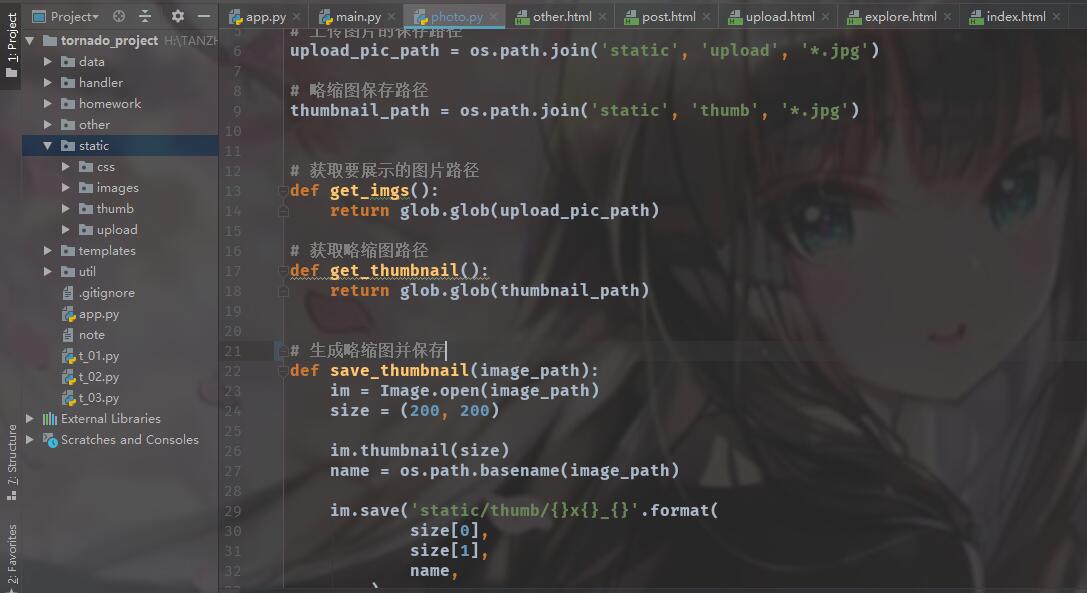 Project
app.py
main.py
photo.py
other.html
post.html
upload.html
explore.html
index.html
1: Project
7: Structure
2: Favorites
tornado_project H:\TANZH
data
handler
homework
other
static
css
images
thumb
upload
templates
util
.gitignore
app.py
note
t_01.py
t_02.py
t_03.py
External Libraries
Scratches and Consoles
5 # 上传图片的保存路径
6 upload_pic_path = os.path.join('static', 'upload', '*.jpg')
7
8 # 略缩图保存路径
9 thumbnail_path = os.path.join('static', 'thumb', '*.jpg')
10
11
12 # 获取要展示的图片路径
13 def get_imgs():
14 return glob.glob(upload_pic_path)
15
16 # 获取略缩图路径
17 def get_thumbnail():
18 return glob.glob(thumbnail_path)
19
20
21 # 生成略缩图并保存
22 def save_thumbnail(image_path):
23 im = Image.open(image_path)
24 size = (200, 200)
25
26 im.thumbnail(size)
27 name = os.path.basename(image_path)
28
29 im.save('static/thumb/{}x{}_{}'.format(
30 size[0],
31 size[1],
32 name,
)